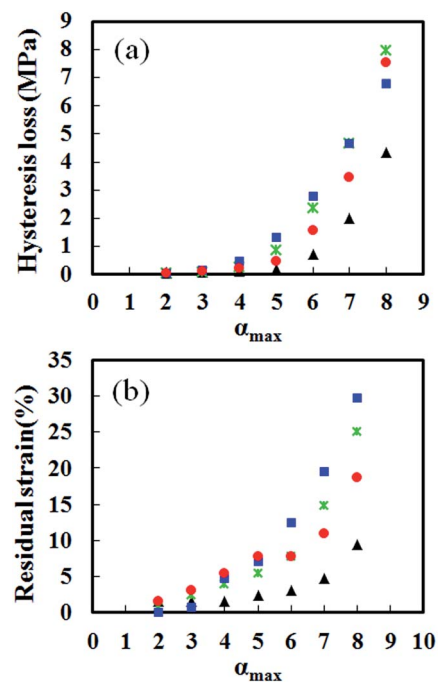 (a)
Hysteresis loss (MPa)
9
8
7
6
5
4
3
2
1
0
0 1 2 3 4 5 6 7 8 9
αmax
(b)
Residual strain(%)
35
30
25
20
15
10
5
0
0 1 2 3 4 5 6 7 8 9 10
αmax